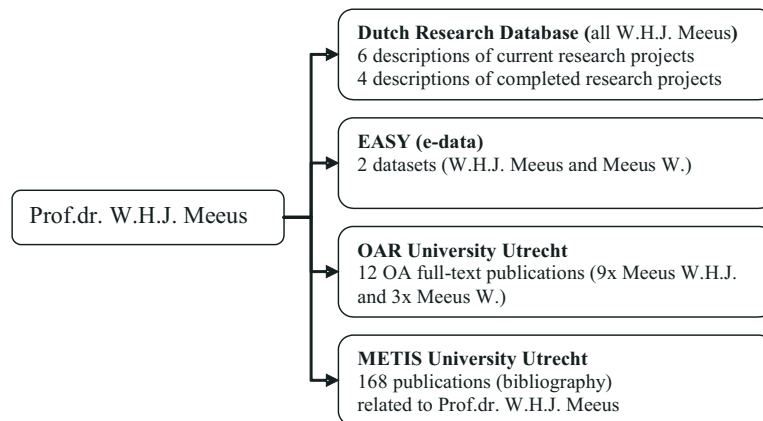 Dutch Research Database (all W.H.J. Meeus)
6 descriptions of current research projects
4 descriptions of completed research projects
EASY (e-data)
2 datasets (W.H.J. Meeus and Meeus W.)
Prof.dr. W.H.J. Meeus
OAR University Utrecht
12 OA full-text publications (9x Meeus W.H.J.
and 3x Meeus W.)
METIS University Utrecht
168 publications (bibliography)
related to Prof.dr. W.H.J. Meeus